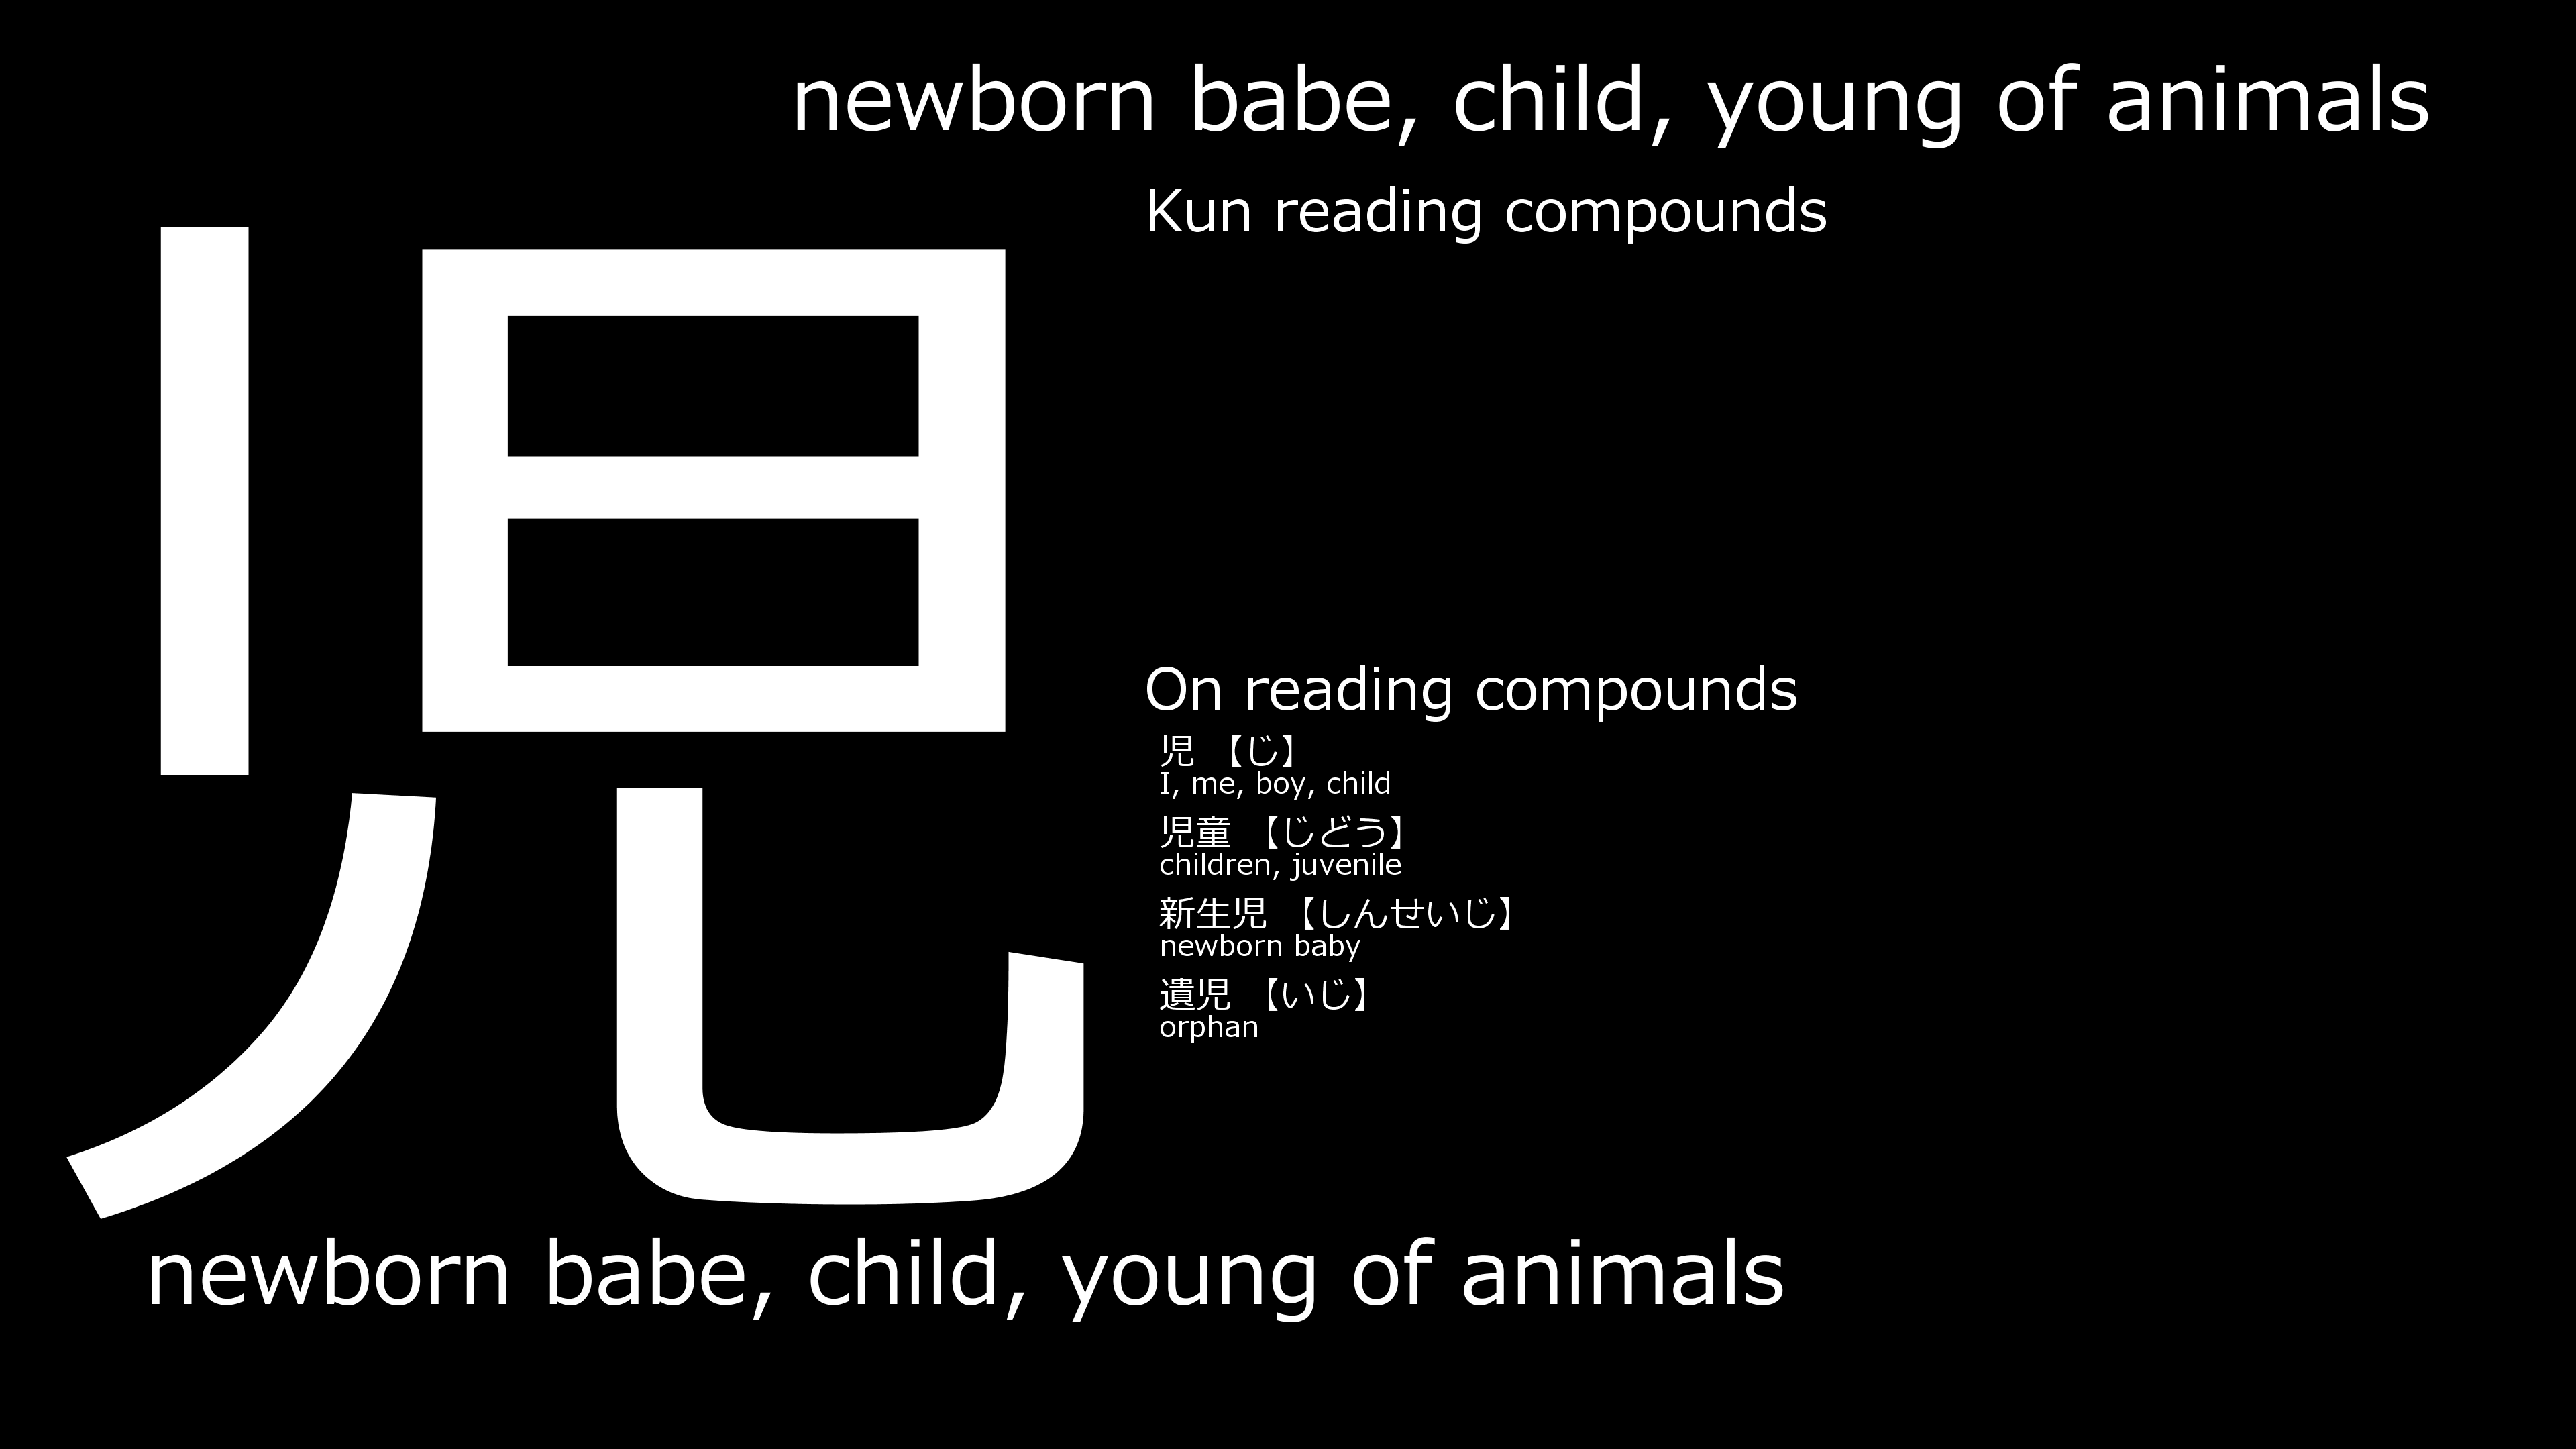 newborn babe, child, young of animals
児
Kun reading compounds
On reading compounds
児 【じ】
I, me, boy, child
児童 【じどう】
children, juvenile
新生児 【しんせいじ】
newborn baby
遺児 【いじ】
orphan
newborn babe, child, young of animals